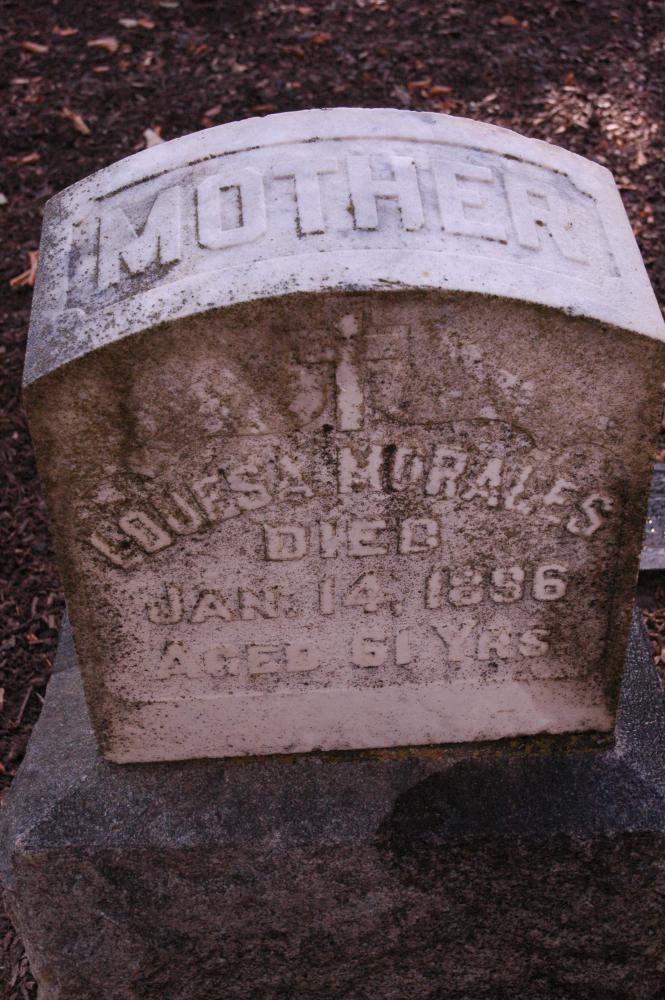 MOTHER
LOUESA MORALES
DIED
JAN. 14, 1896
AGED 61 YRS